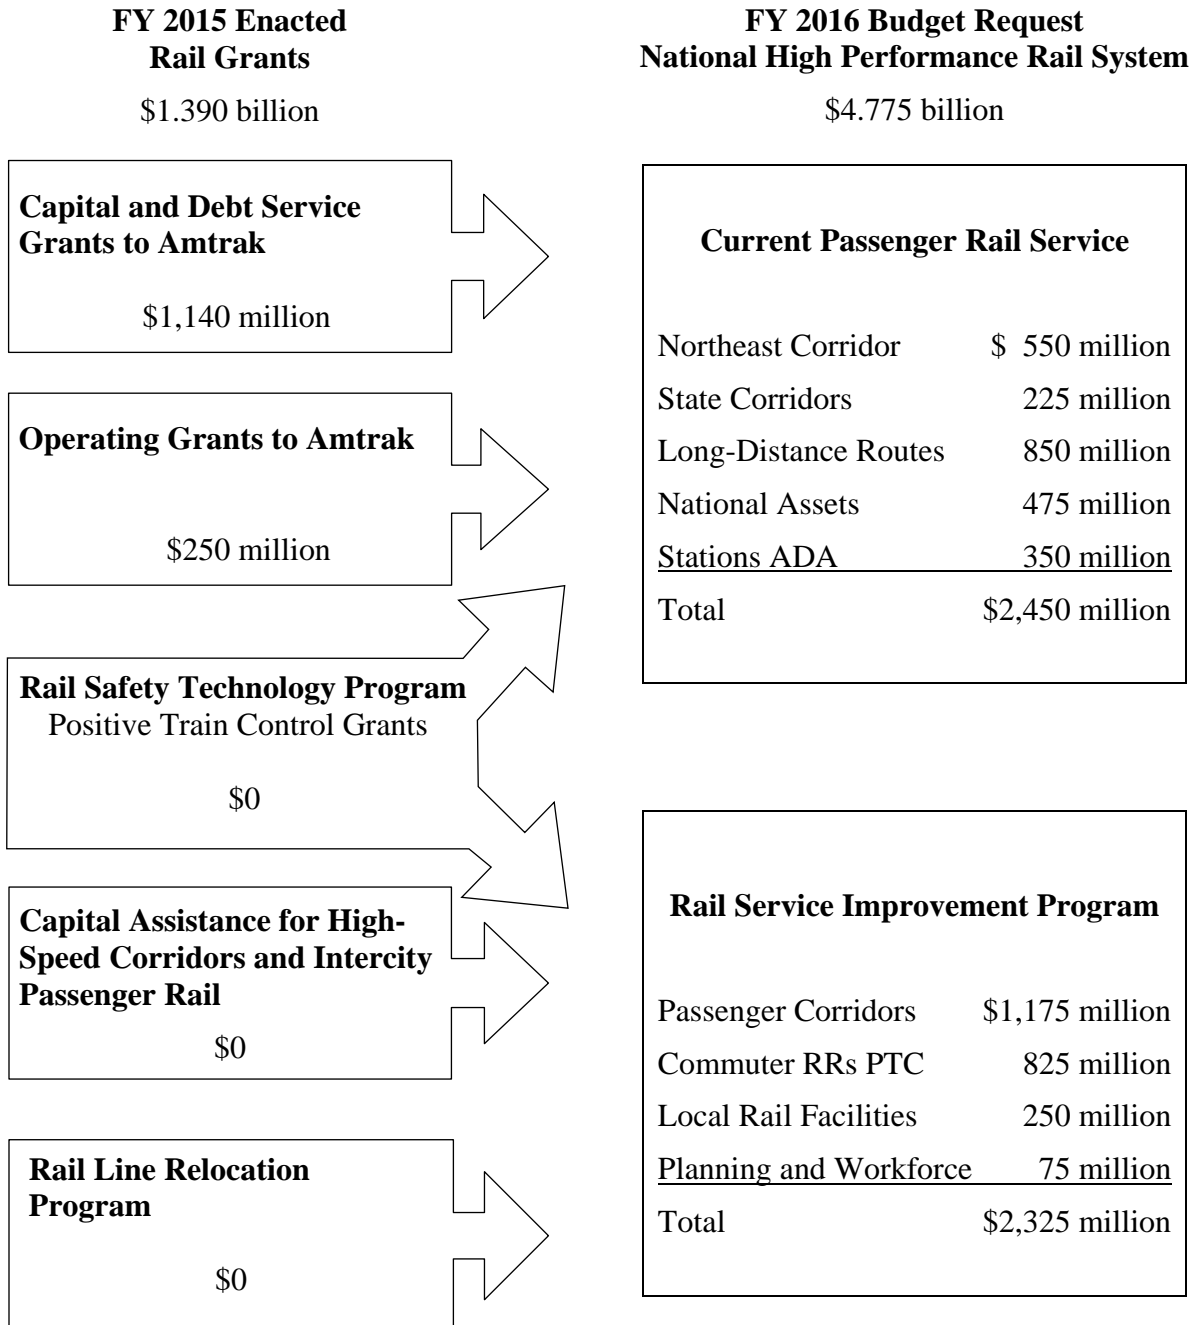 FY 2015 Enacted
Rail Grants
$1.390 billion
Capital and Debt Service
Grants to Amtrak
$1,140 million
Operating Grants to Amtrak
$250 million
Rail Safety Technology Program
Positive Train Control Grants
$0
Capital Assistance for High-
Speed Corridors and Intercity
Passenger Rail
$0
Rail Line Relocation
Program
$0
FY 2016 Budget Request
National High Performance Rail System
$4.775 billion
Current Passenger Rail Service
Northeast Corridor $ 550 million
State Corridors 225 million
Long-Distance Routes 850 million
National Assets 475 million
Stations ADA 350 million
Total $2,450 million
Rail Service Improvement Program
Passenger Corridors $1,175 million
Commuter RRs PTC 825 million
Local Rail Facilities 250 million
Planning and Workforce 75 million
Total $2,325 million